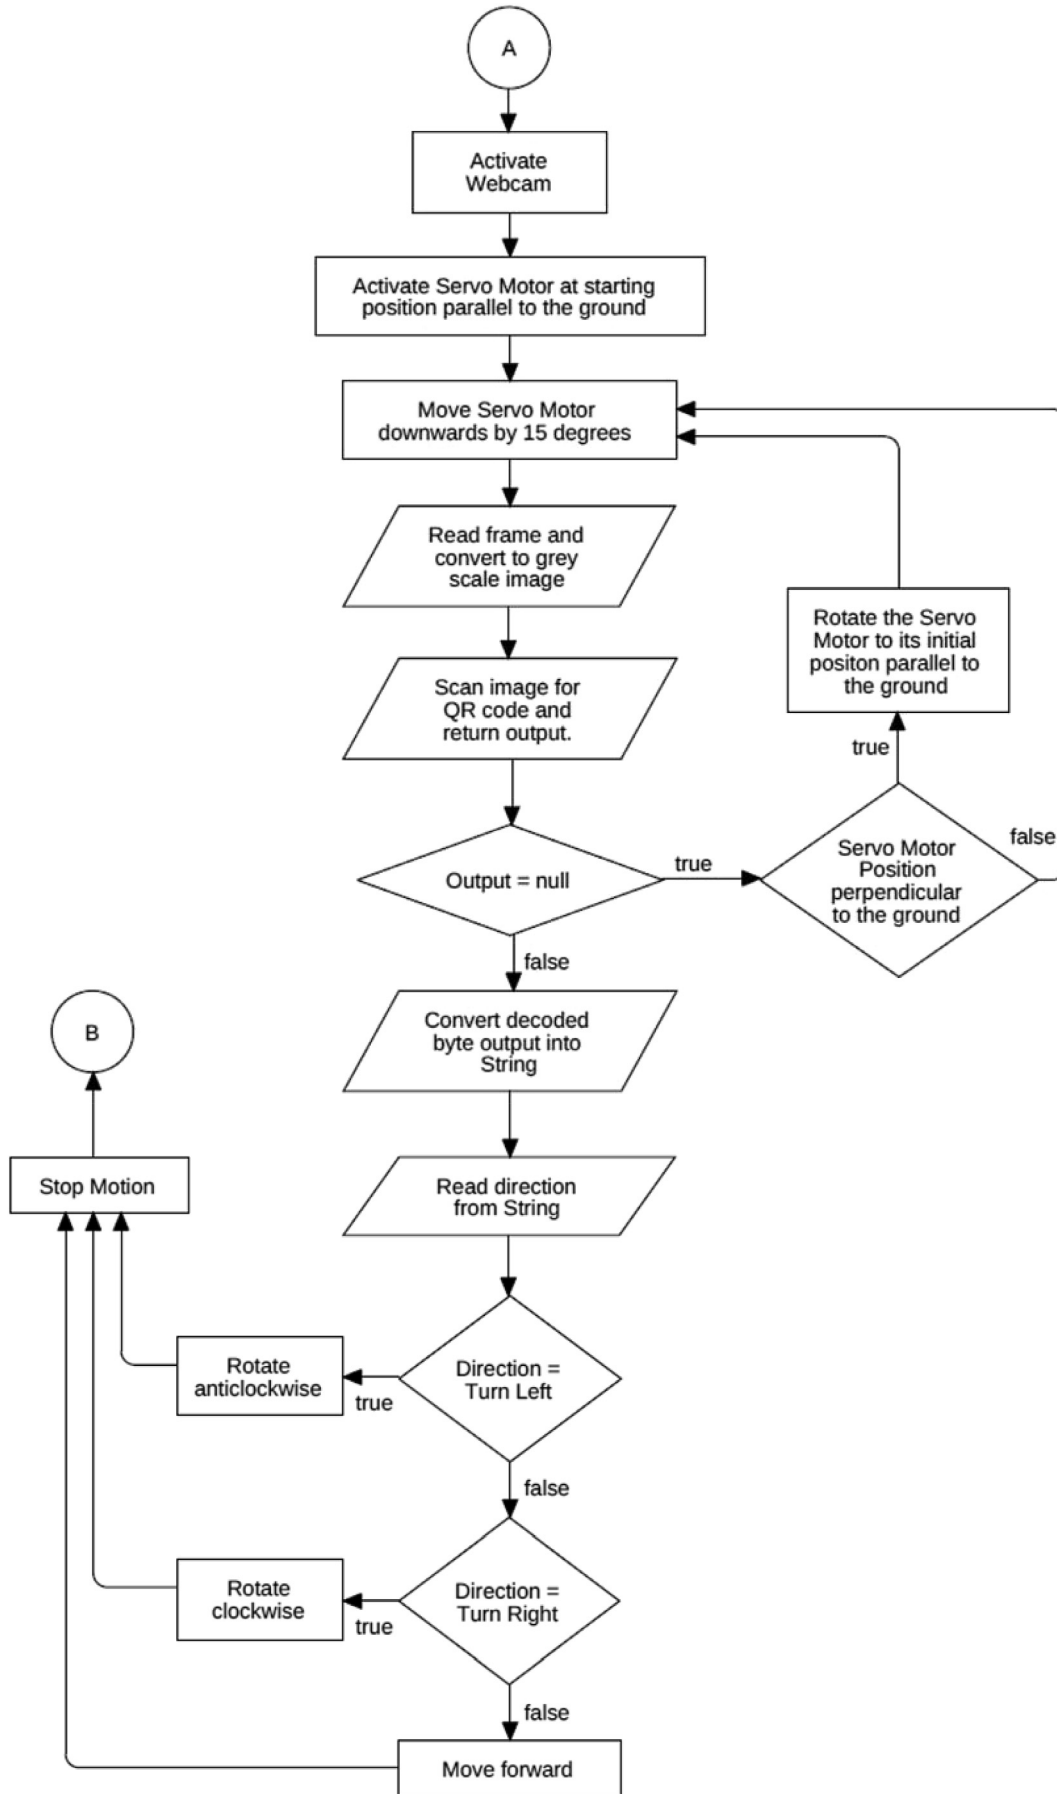 A
Activate
Webcam
Activate Servo Motor at starting
position parallel to the ground
Move Servo Motor
downwards by 15 degrees
Read frame and
convert to grey
scale image
Rotate the Servo
Motor to its initial
positon parallel to
the ground
Scan image for
QR code and
return output.
true
Output = null
true
Servo Motor
Position
perpendicular
to the ground
false
false
Convert decoded
byte output into
String
B
Stop Motion
Read direction
from String
Direction =
Turn Left
true
Rotate
anticlockwise
false
Direction =
Turn Right
true
Rotate
clockwise
false
Move forward